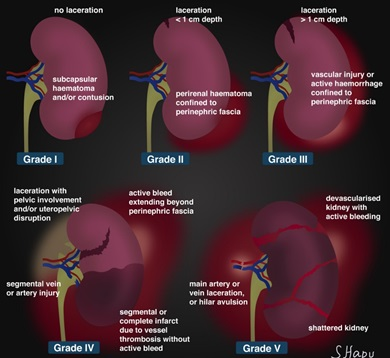 no laceration
subcapsular
haematoma
and/or contusion
Grade I
laceration
< 1 cm depth
perirenal haematoma
confined to
perinephric fascia
Grade II
laceration
> 1 cm depth
vascular injury or
active haemorrhage
confined to
perinephric fascia
Grade III
laceration with
pelvic involvement
and/or uteropelvic
disruption
active bleed
extending beyond
perinephric fascia
segmental vein
or artery injury
segmental or
complete infarct
due to vessel
thrombosis without
active bleed
Grade IV
devascularised
kidney with
active bleeding
main artery or
vein laceration,
or hilar avulsion
shattered kidney
Grade V